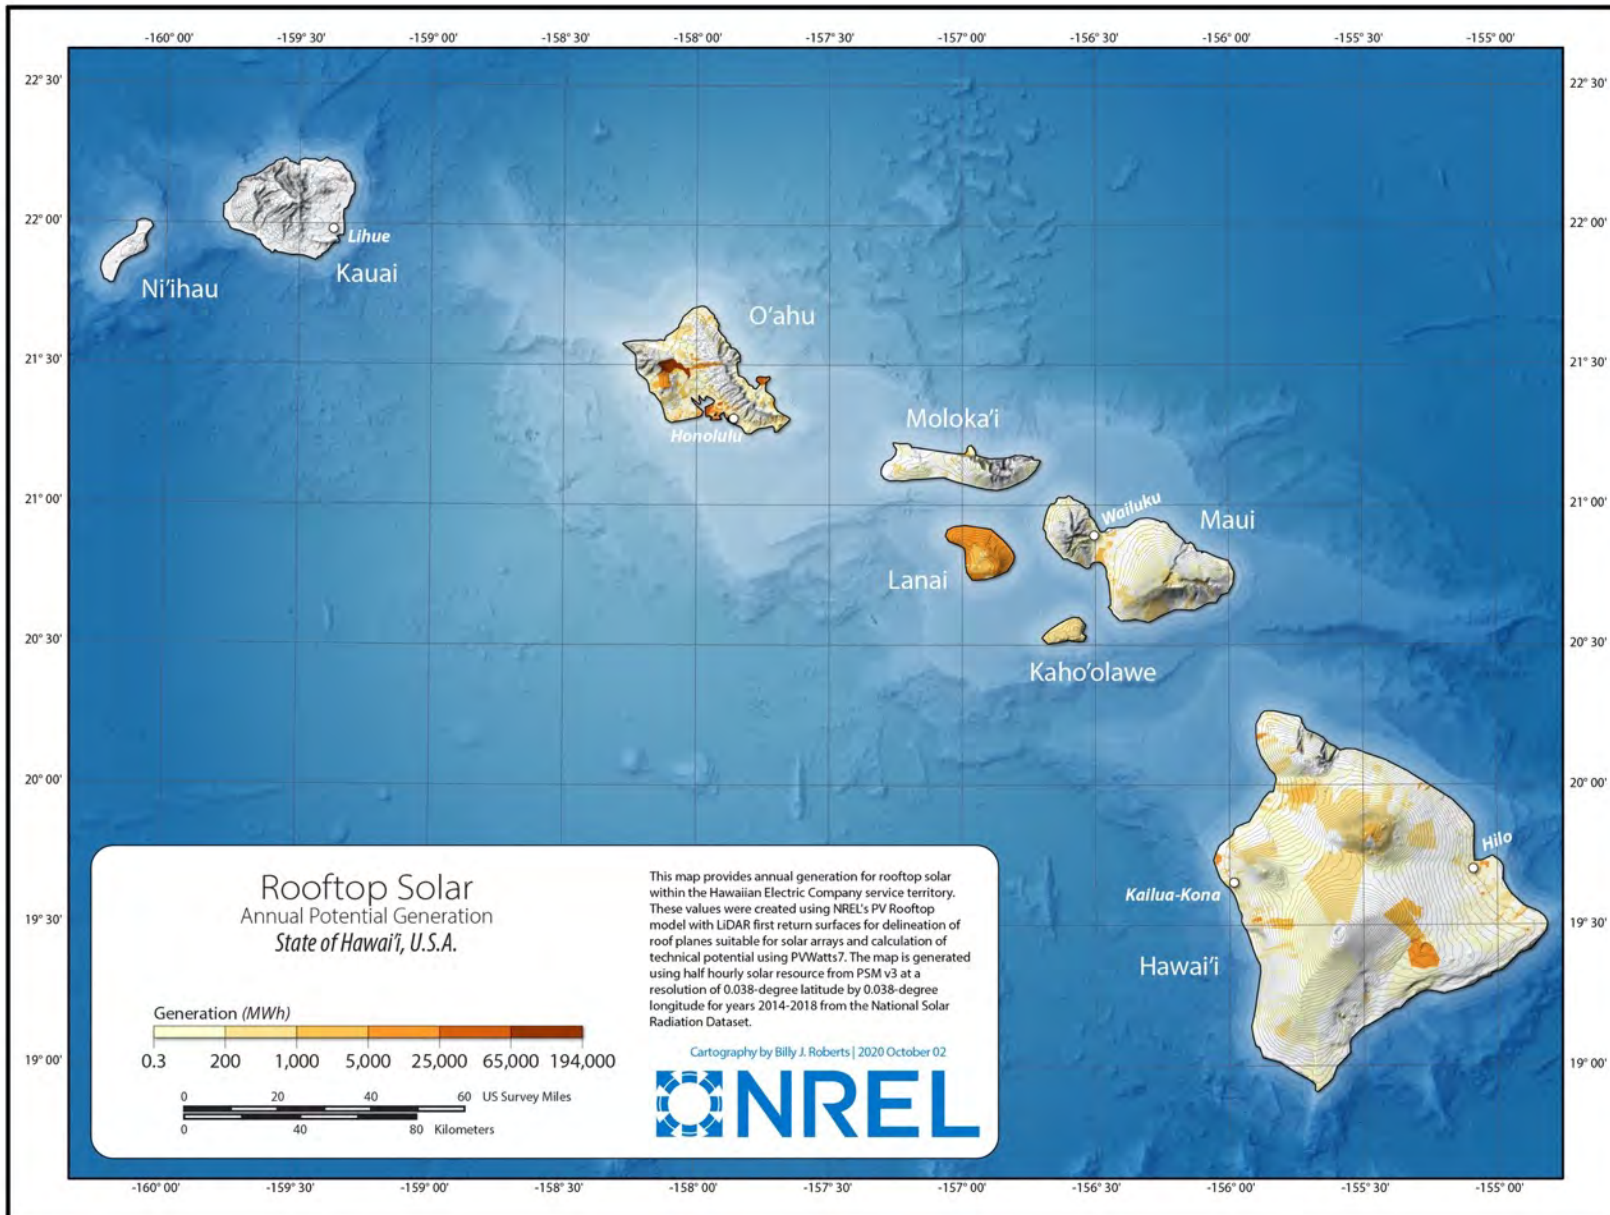 -160° 00' -159° 30' -159° 00' -158° 30' -158° 00' -157° 30' -157° 00' -156° 30' -156° 00' -155° 30' -155° 00'
22° 30' 22° 30'
22° 00' 22° 00'
Lihue
Kauai
Ni'ihau
O'ahu
21° 30' 21° 30'
Honolulu
Moloka'i
21° 00' 21° 00'
Wailuku
Maui
Lanai
20° 30' 20° 30'
Kaho'olawe
20° 00' 20° 00'
Hilo
Kailua-Kona
19° 30' 19° 30'
Hawai'i
19° 00' 19° 00'
Rooftop Solar
Annual Potential Generation
State of Hawai'i, U.S.A.
Generation (MWh)
0.3 200 1,000 5,000 25,000 65,000 194,000
0 20 40 60 US Survey Miles
0 40 80 Kilometers
This map provides annual generation for rooftop solar
within the Hawaiian Electric Company service territory.
These values were created using NREL's PV Rooftop
model with LiDAR first return surfaces for delineation of
roof planes suitable for solar arrays and calculation of
technical potential using PVWatts7. The map is generated
using half hourly solar resource from PSM v3 at a
resolution of 0.038-degree latitude by 0.038-degree
longitude for years 2014-2018 from the National Solar
Radiation Dataset.
Cartography by Billy J. Roberts | 2020 October 02
NREL
-160° 00' -159° 30' -159° 00' -158° 30' -158° 00' -157° 30' -157° 00' -156° 30' -156° 00' -155° 30' -155° 00'